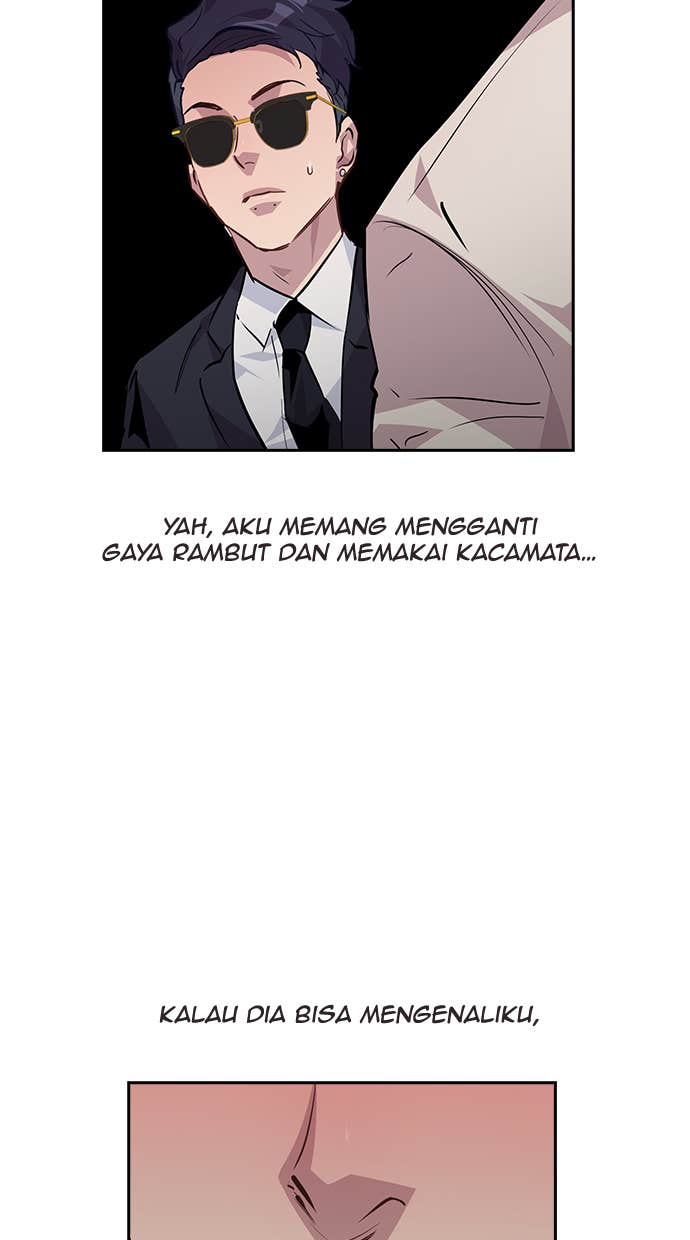 YAH, AKU MEMANG MENGGANTI
GAYA RAMBUT DAN MEMAKAI KACAMATA...
KALAU DIA BISA MENGENALIKU,